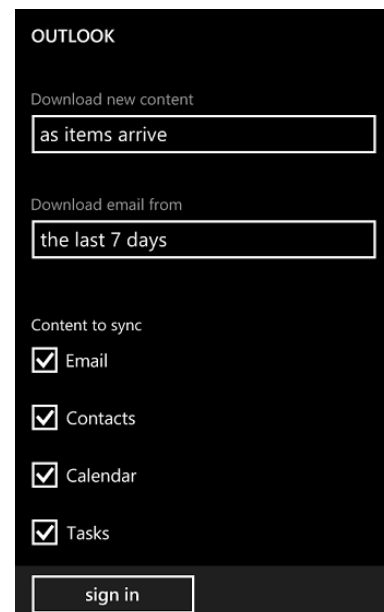 OUTLOOK
Download new content
as items arrive
Download email from
the last 7 days
Content to sync
Email
Contacts
Calendar
Tasks
sign in